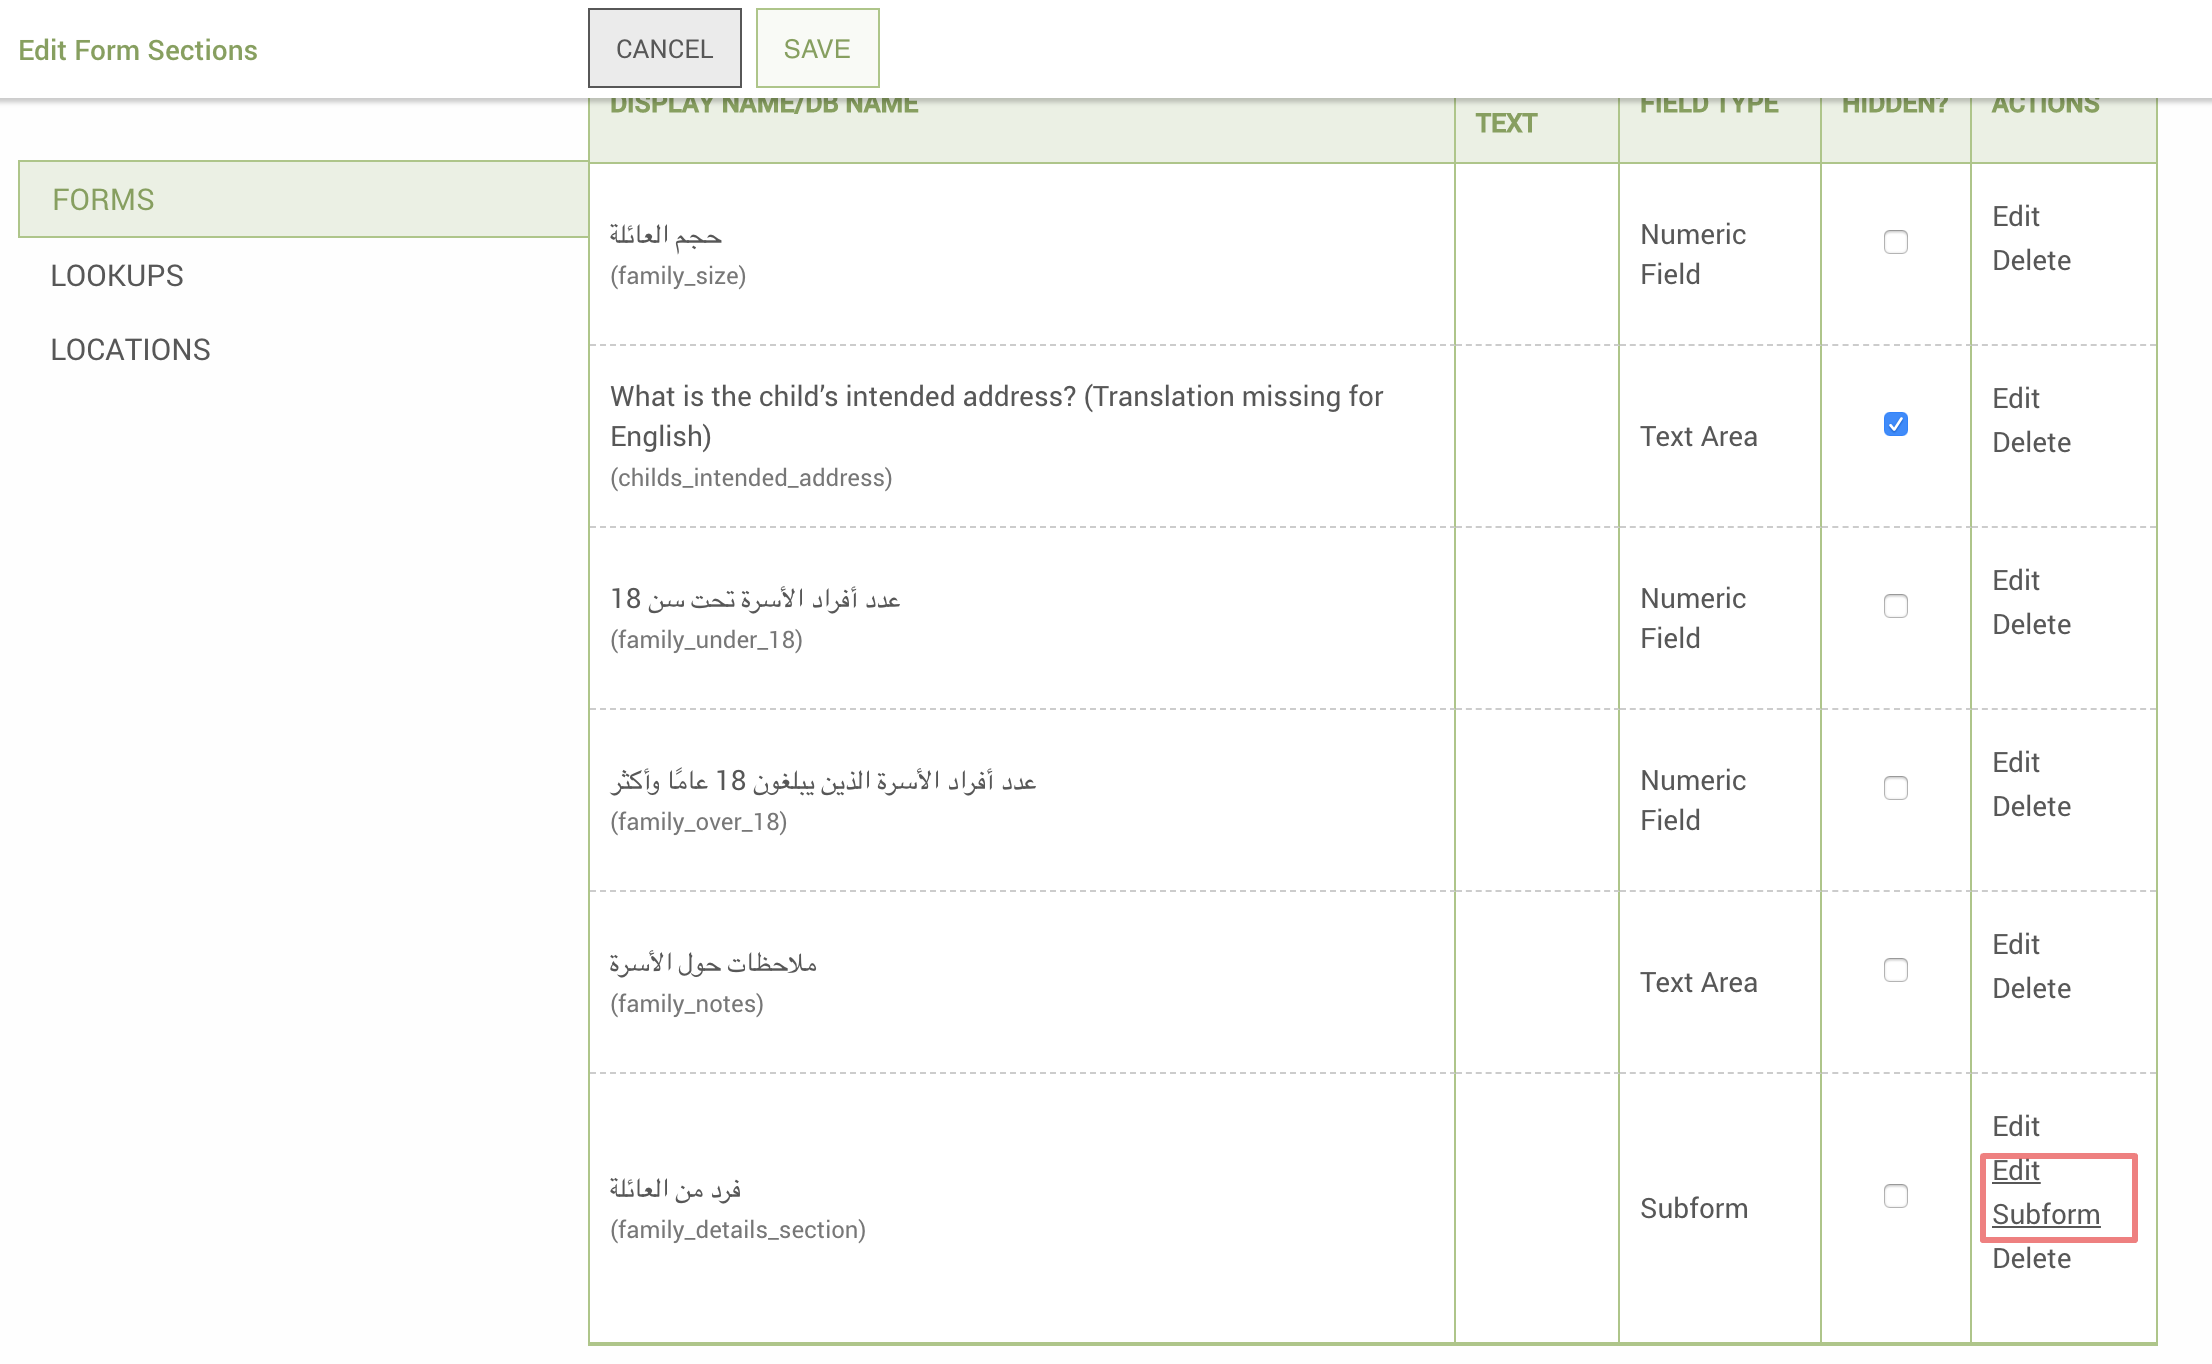 Edit Form Sections
CANCEL
SAVE
DISPLAY NAME/DB NAME
TEXT
FIELD TYPE
HIDDEN?
ACTIONS
FORMS
LOOKUPS
LOCATIONS
حجم العائلة
(family_size)
Numeric
Field
Edit
Delete
What is the child’s intended address? (Translation missing for
English)
(childs_intended_address)
Text Area
Edit
Delete
عدد أفراد الأسرة تحت سن 18
(family_under_18)
Numeric
Field
Edit
Delete
عدد أفراد الأسرة الذين يبلغون 18 عامًا وأكثر
(family_over_18)
Numeric
Field
Edit
Delete
ملاحظات حول الأسرة
(family_notes)
Text Area
Edit
Delete
فرد من العائلة
(family_details_section)
Subform
Edit
Edit
Subform
Delete